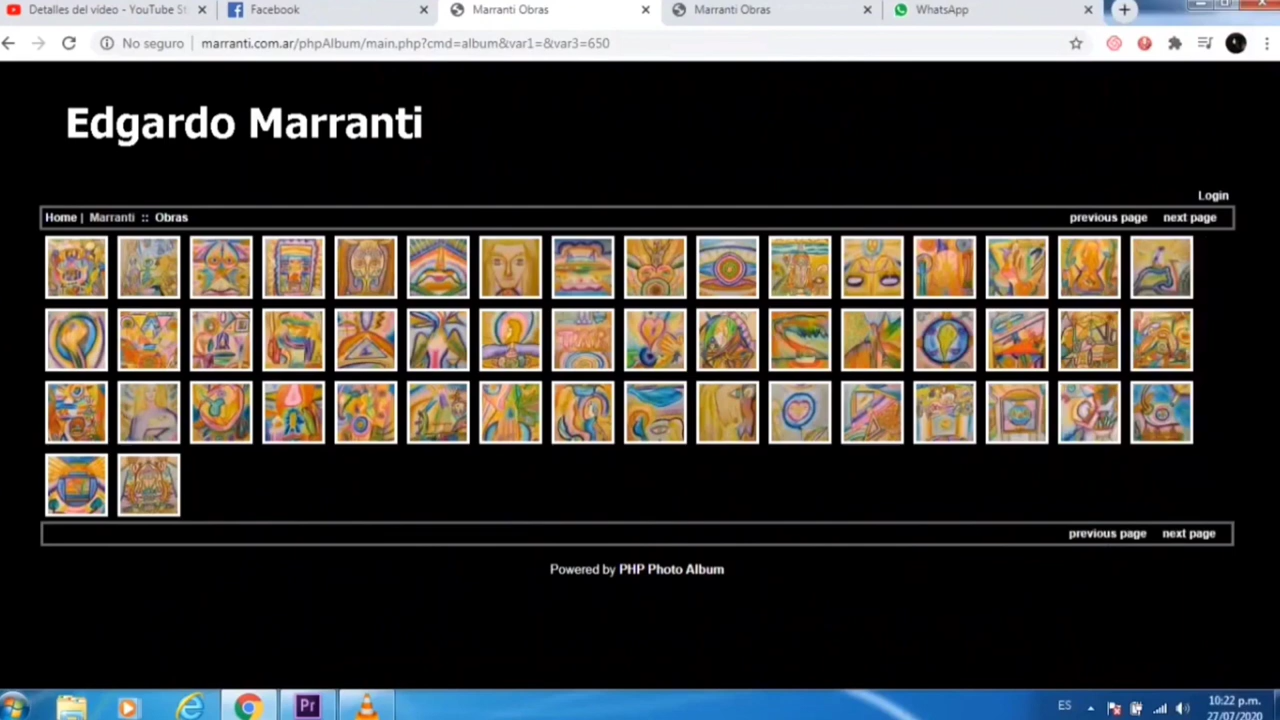 Detalles del vídeo - YouTube St
Facebook
Marranti Obras
Marranti Obras
WhatsApp
No seguro | marranti.com.ar/phpAlbum/main.php?cmd=album&var1=&var3=650
Edgardo Marranti
Login
Home | Marranti :: Obras
previous page next page
previous page next page
Powered by PHP Photo Album
Pr
ES
10:22 p.m.
27/07/2020